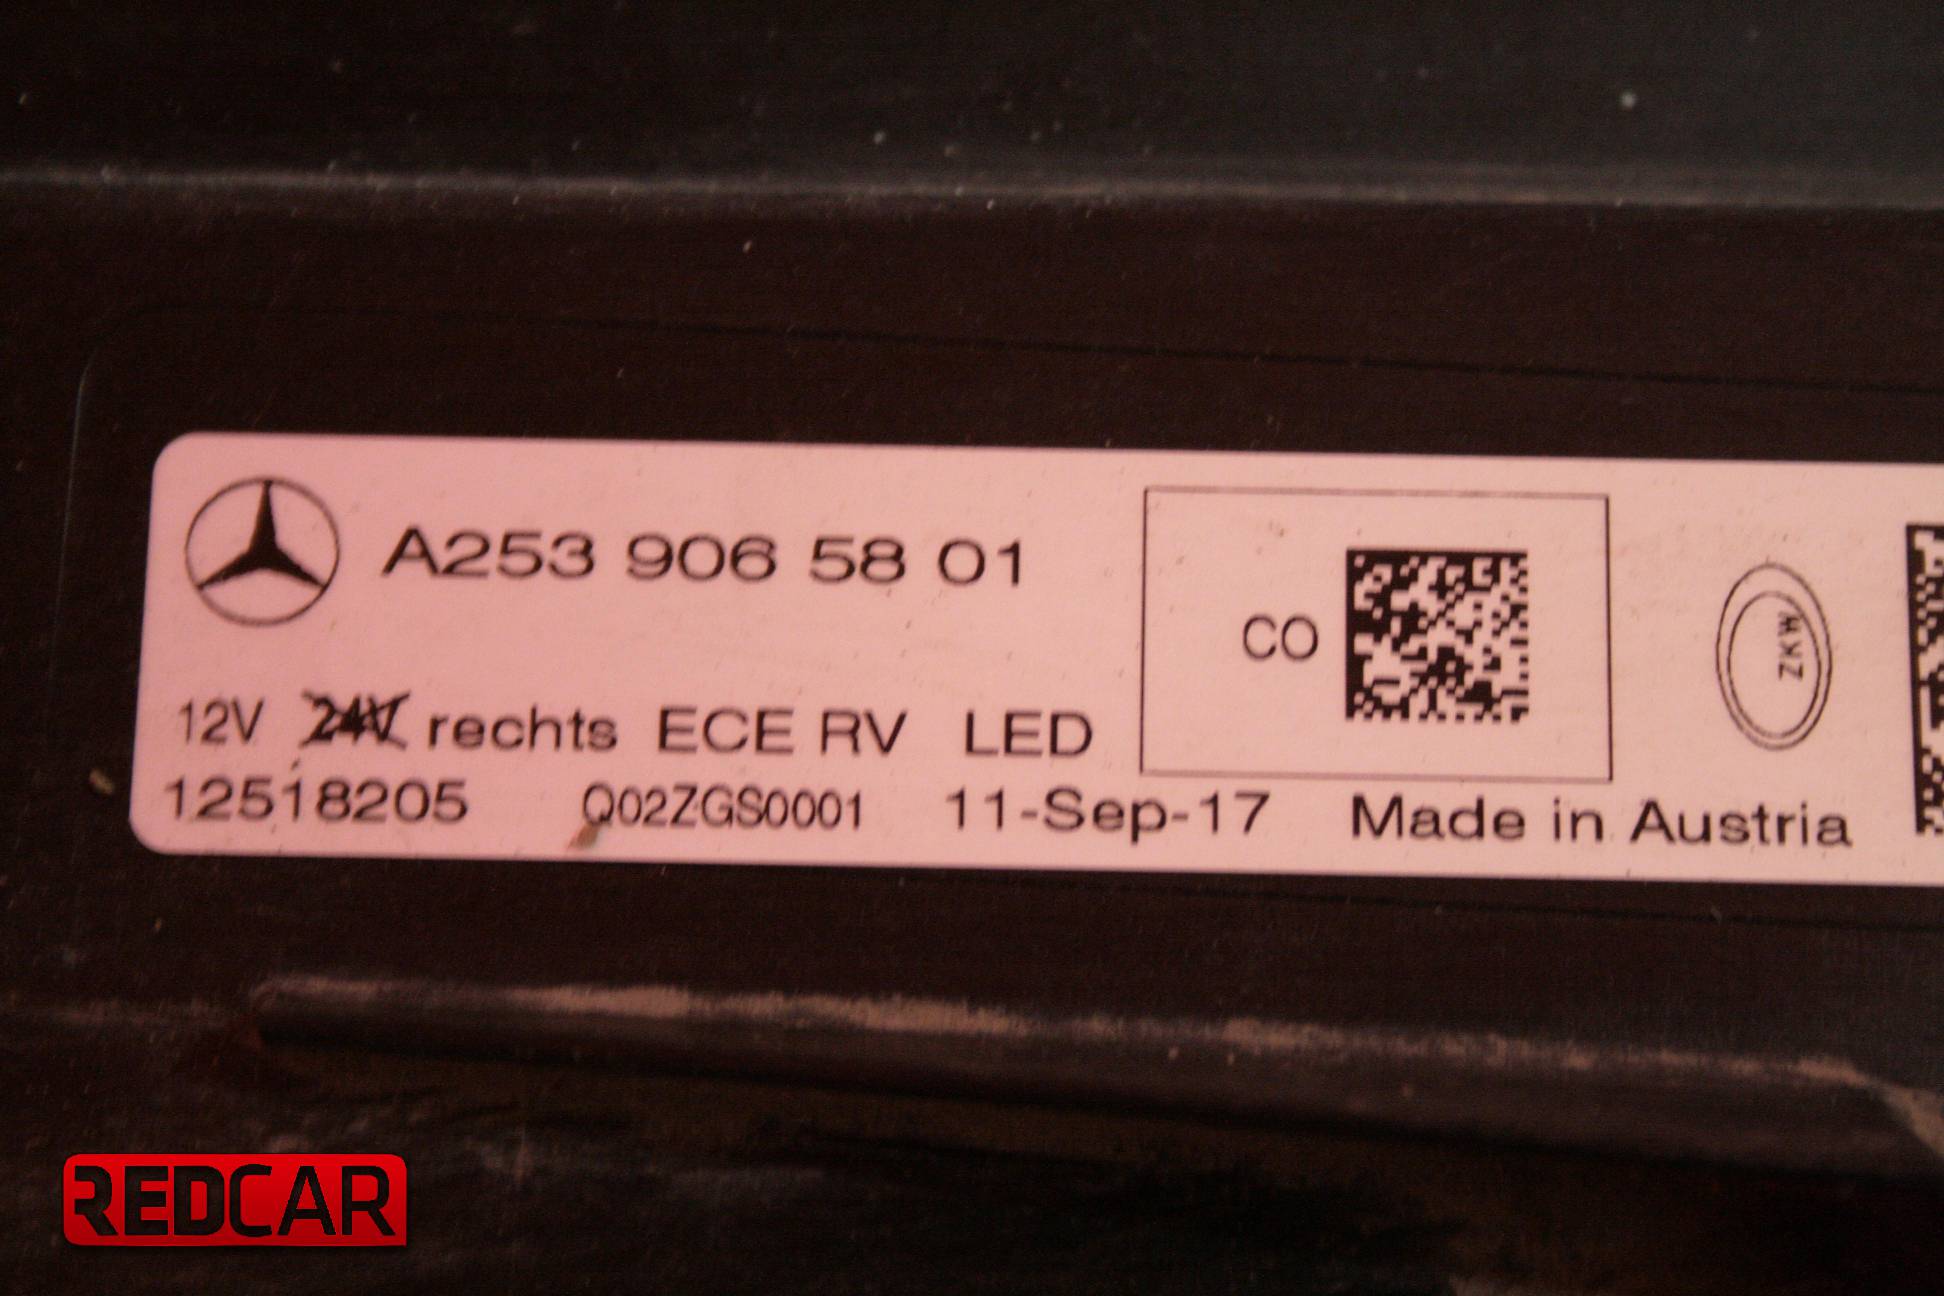 A253 906 58 01
CO
ZKW
12V 24V rechts ECE RV LED
12518205 Q02ZGS0001 11-Sep-17 Made in Austria
REDCAR